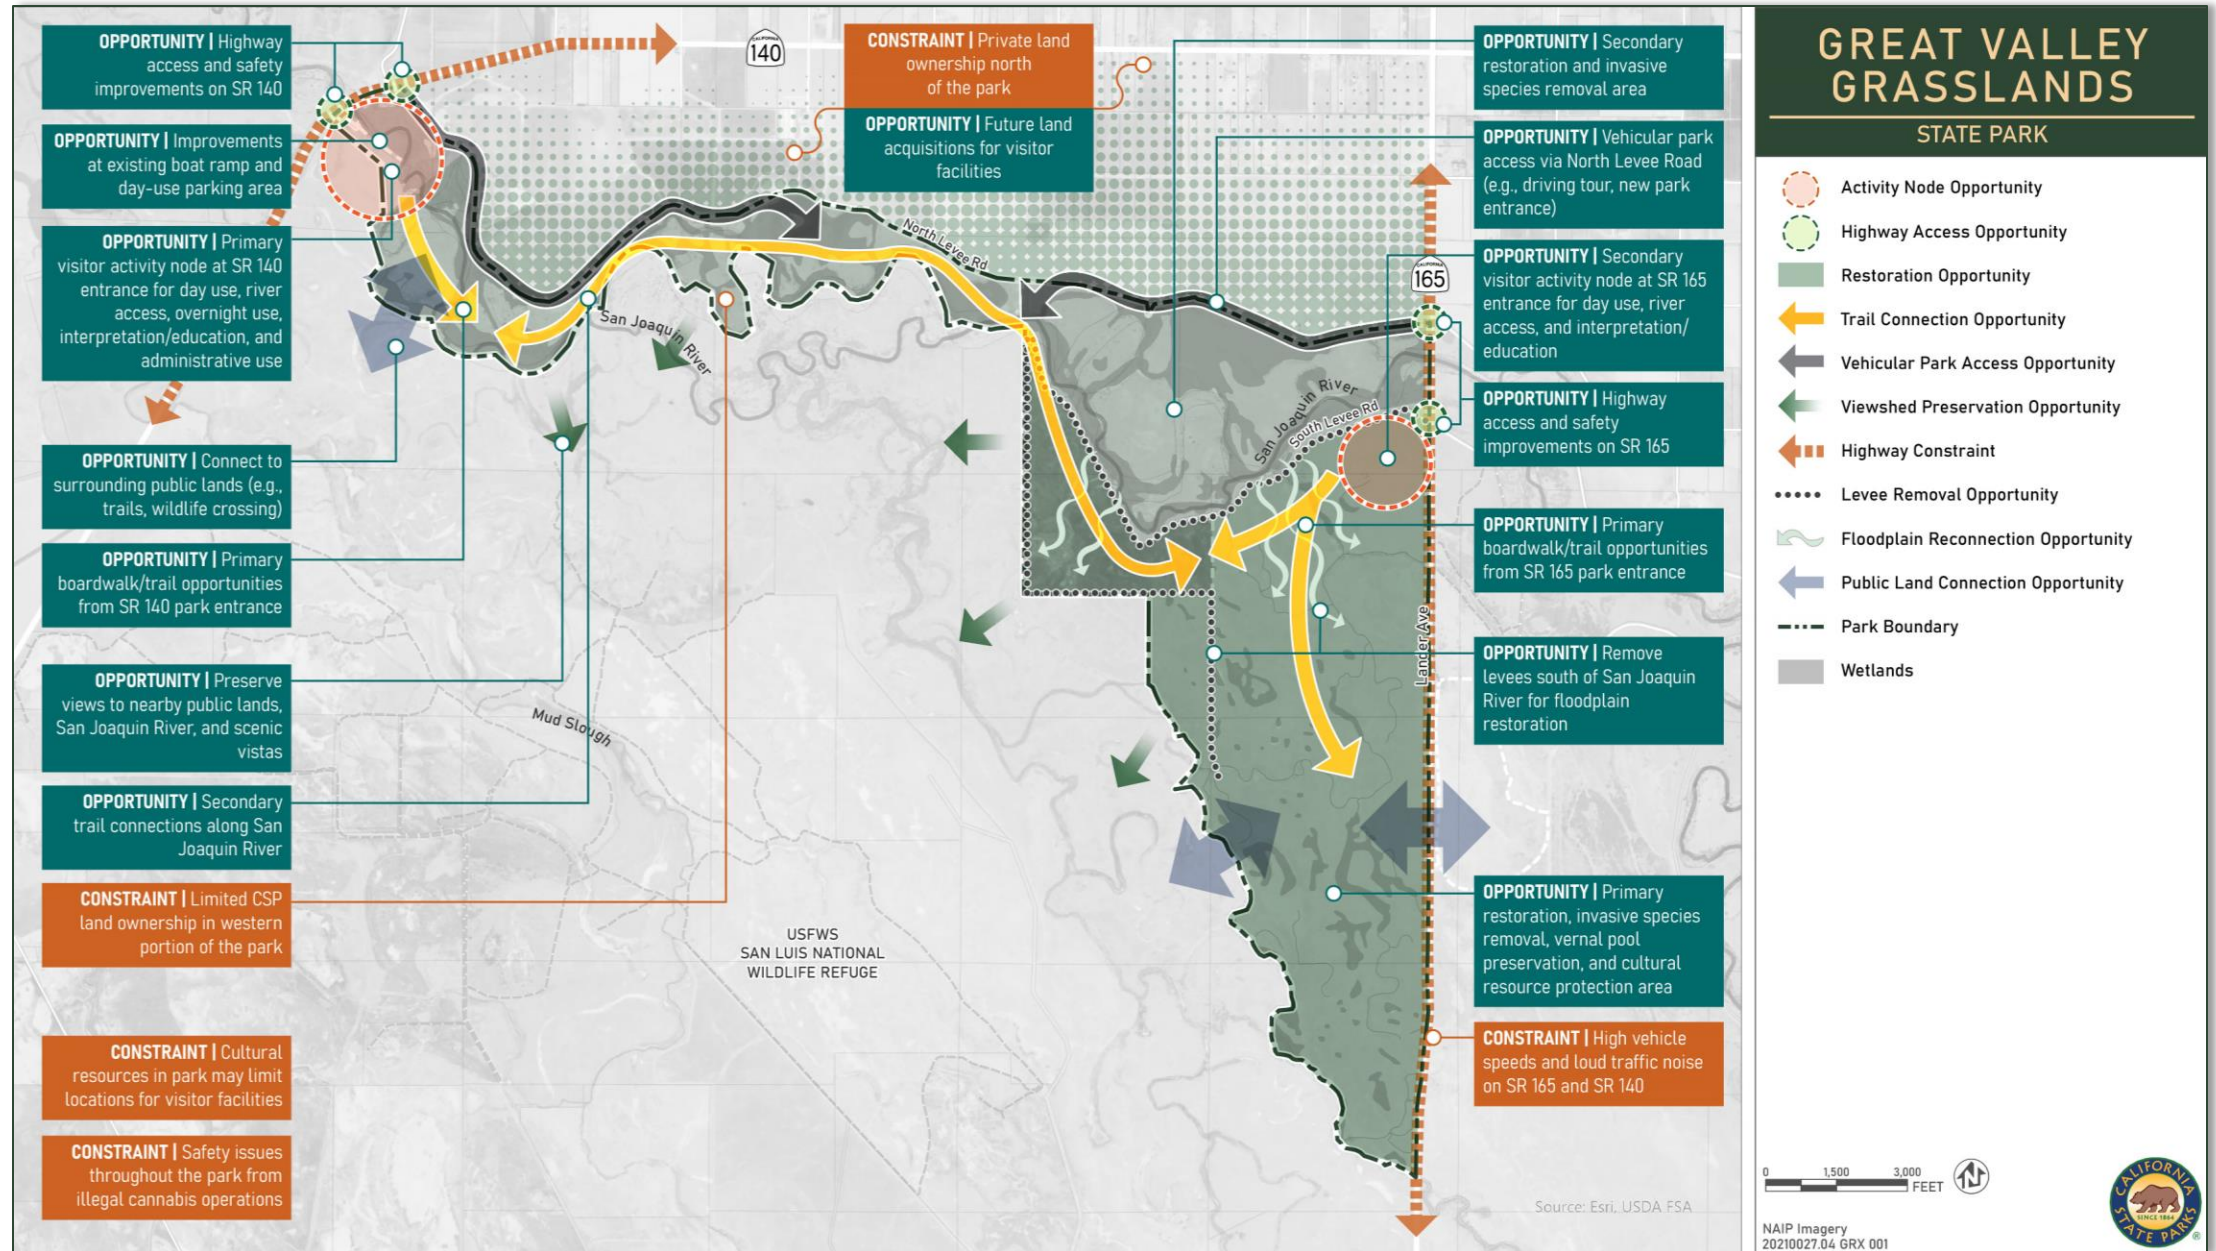 OPPORTUNITY | Highway
access and safety
improvements on SR 140
OPPORTUNITY | Improvements
at existing boat ramp and
day-use parking area
OPPORTUNITY | Primary
visitor activity node at SR 140
entrance for day use, river
access, overnight use,
interpretation/education, and
administrative use
OPPORTUNITY | Connect to
surrounding public lands (e.g.,
trails, wildlife crossing)
OPPORTUNITY | Primary
boardwalk/trail opportunities
from SR 140 park entrance
OPPORTUNITY | Preserve
views to nearby public lands,
San Joaquin River, and scenic
vistas
OPPORTUNITY | Secondary
trail connections along San
Joaquin River
CONSTRAINT | Limited CSP
land ownership in western
portion of the park
CONSTRAINT | Cultural
resources in park may limit
locations for visitor facilities
CONSTRAINT | Safety issues
throughout the park from
illegal cannabis operations
CALIFORNIA
140
CONSTRAINT | Private land
ownership north
of the park
OPPORTUNITY | Future land
acquisitions for visitor
facilities
North Levee Rd
San Joaquin River
San Joaquin River
South Levee Rd
CALIFORNIA
165
Lander Ave
Mud Slough
USFWS
SAN LUIS NATIONAL
WILDLIFE REFUGE
OPPORTUNITY | Secondary
restoration and invasive
species removal area
OPPORTUNITY | Vehicular park
access via North Levee Road
(e.g., driving tour, new park
entrance)
OPPORTUNITY | Secondary
visitor activity node at SR 165
entrance for day use, river
access, and interpretation/
education
OPPORTUNITY | Highway
access and safety
improvements on SR 165
OPPORTUNITY | Primary
boardwalk/trail opportunities
from SR 165 park entrance
OPPORTUNITY | Remove
levees south of San Joaquin
River for floodplain
restoration
OPPORTUNITY | Primary
restoration, invasive species
removal, vernal pool
preservation, and cultural
resource protection area
CONSTRAINT | High vehicle
speeds and loud traffic noise
on SR 165 and SR 140
Source: Esri, USDA FSA
GREAT VALLEY
GRASSLANDS
STATE PARK
Activity Node Opportunity
Highway Access Opportunity
Restoration Opportunity
Trail Connection Opportunity
Vehicular Park Access Opportunity
Viewshed Preservation Opportunity
Highway Constraint
Levee Removal Opportunity
Floodplain Reconnection Opportunity
Public Land Connection Opportunity
Park Boundary
Wetlands
0 1,500 3,000
FEET
N
NAIP Imagery
20210027.04 GRX 001
CALIFORNIA
SINCE 1864
STATE PARKS
®